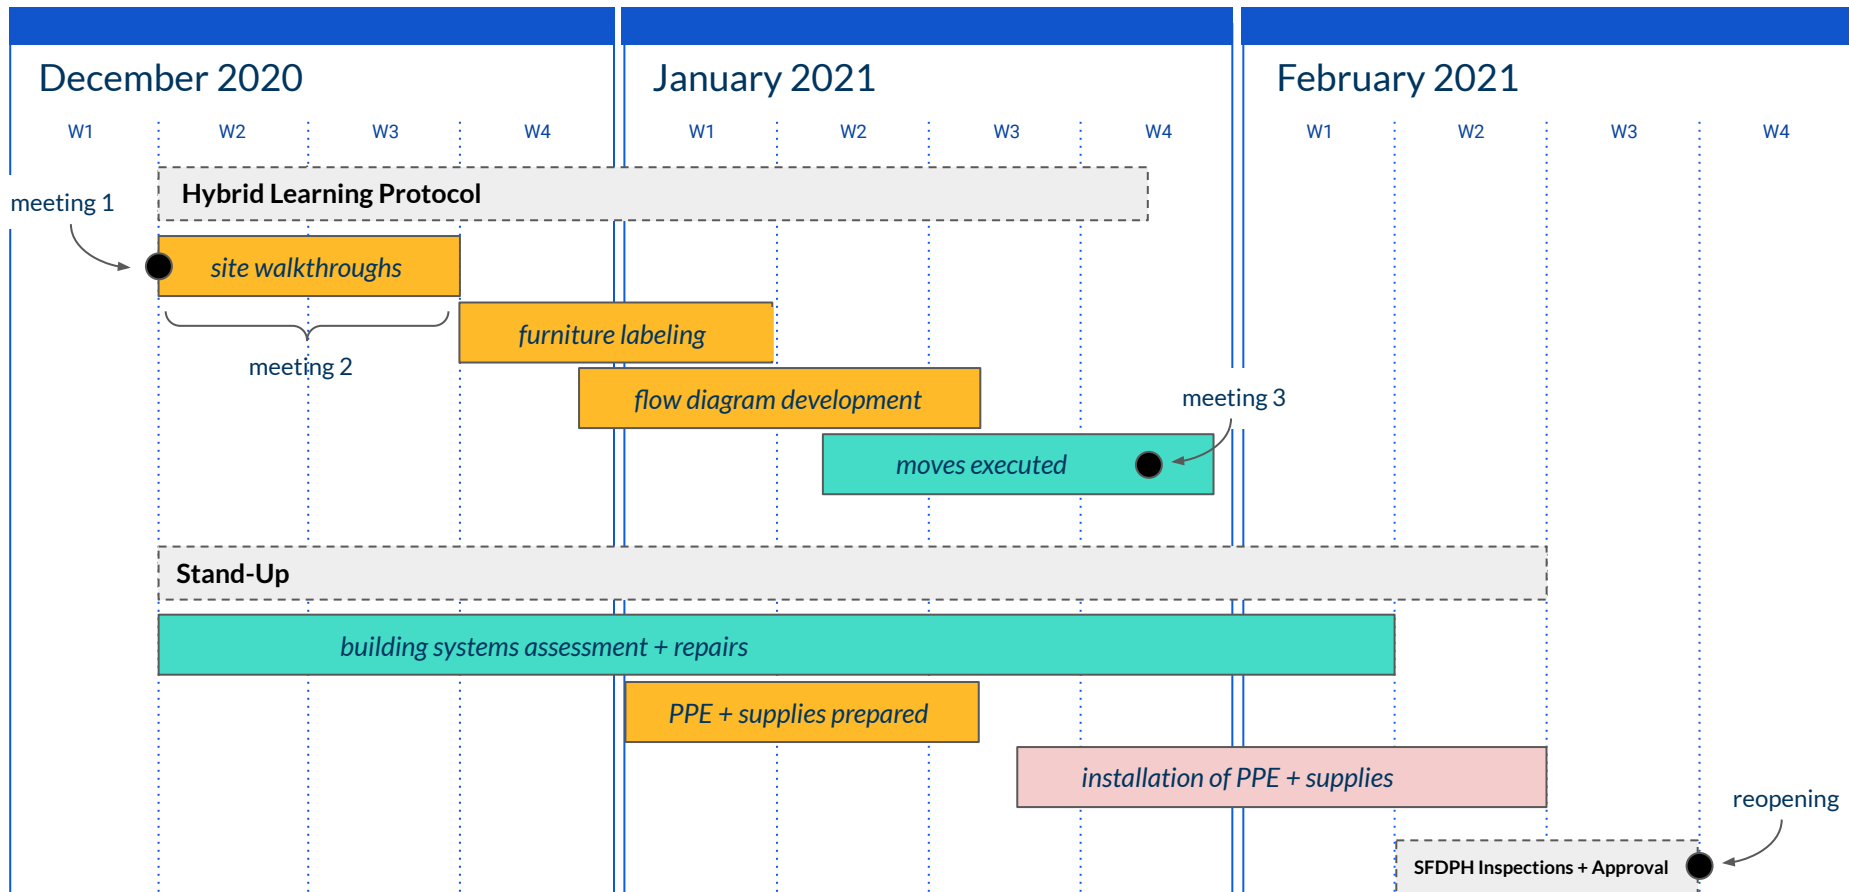 December 2020
January 2021
February 2021
W1 W2 W3 W4 W1 W2 W3 W4 W1 W2 W3 W4
Hybrid Learning Protocol
meeting 1
site walkthroughs
furniture labeling
meeting 2
flow diagram development
meeting 3
moves executed
Stand-Up
building systems assessment + repairs
PPE + supplies prepared
installation of PPE + supplies
reopening
SFDPH Inspections + Approval